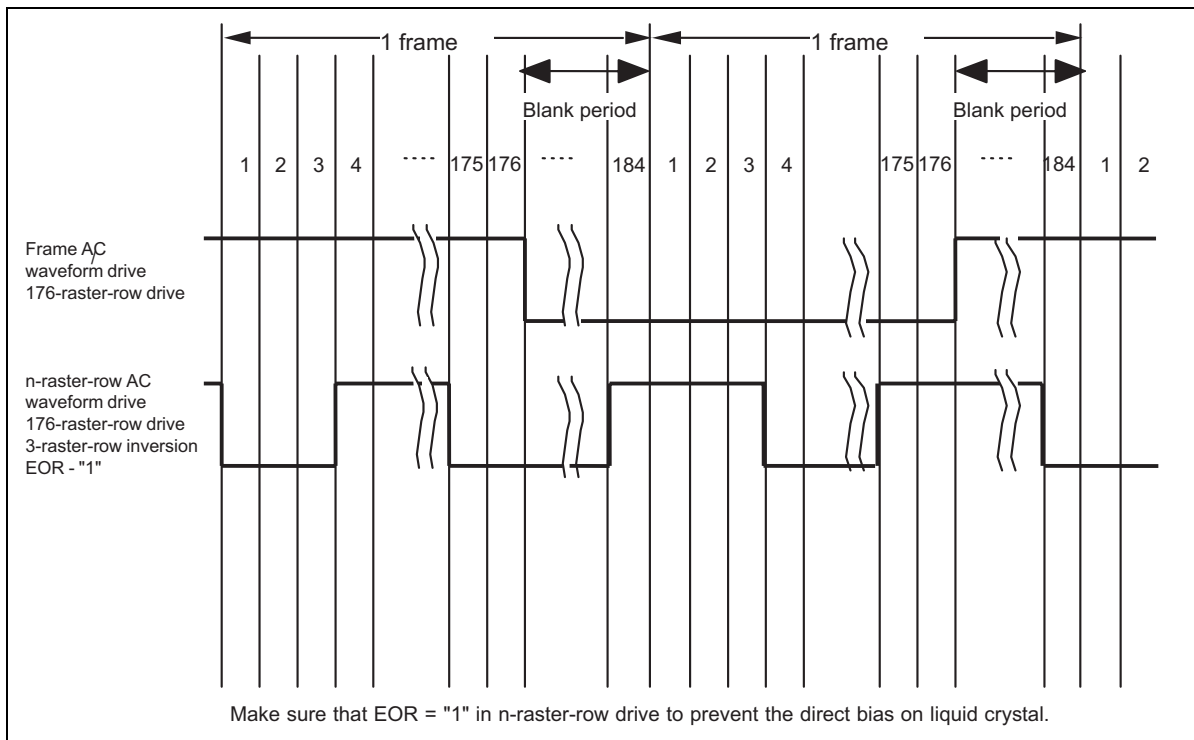 1 frame 1 frame
Blank period Blank period
1 2 3 4 ···· 175 176 ···· 184 1 2 3 4 175 176 ···· 184 1 2
Frame AC
waveform drive
176-raster-row drive
n-raster-row AC
waveform drive
176-raster-row drive
3-raster-row inversion
EOR - "1"
Make sure that EOR = "1" in n-raster-row drive to prevent the direct bias on liquid crystal.